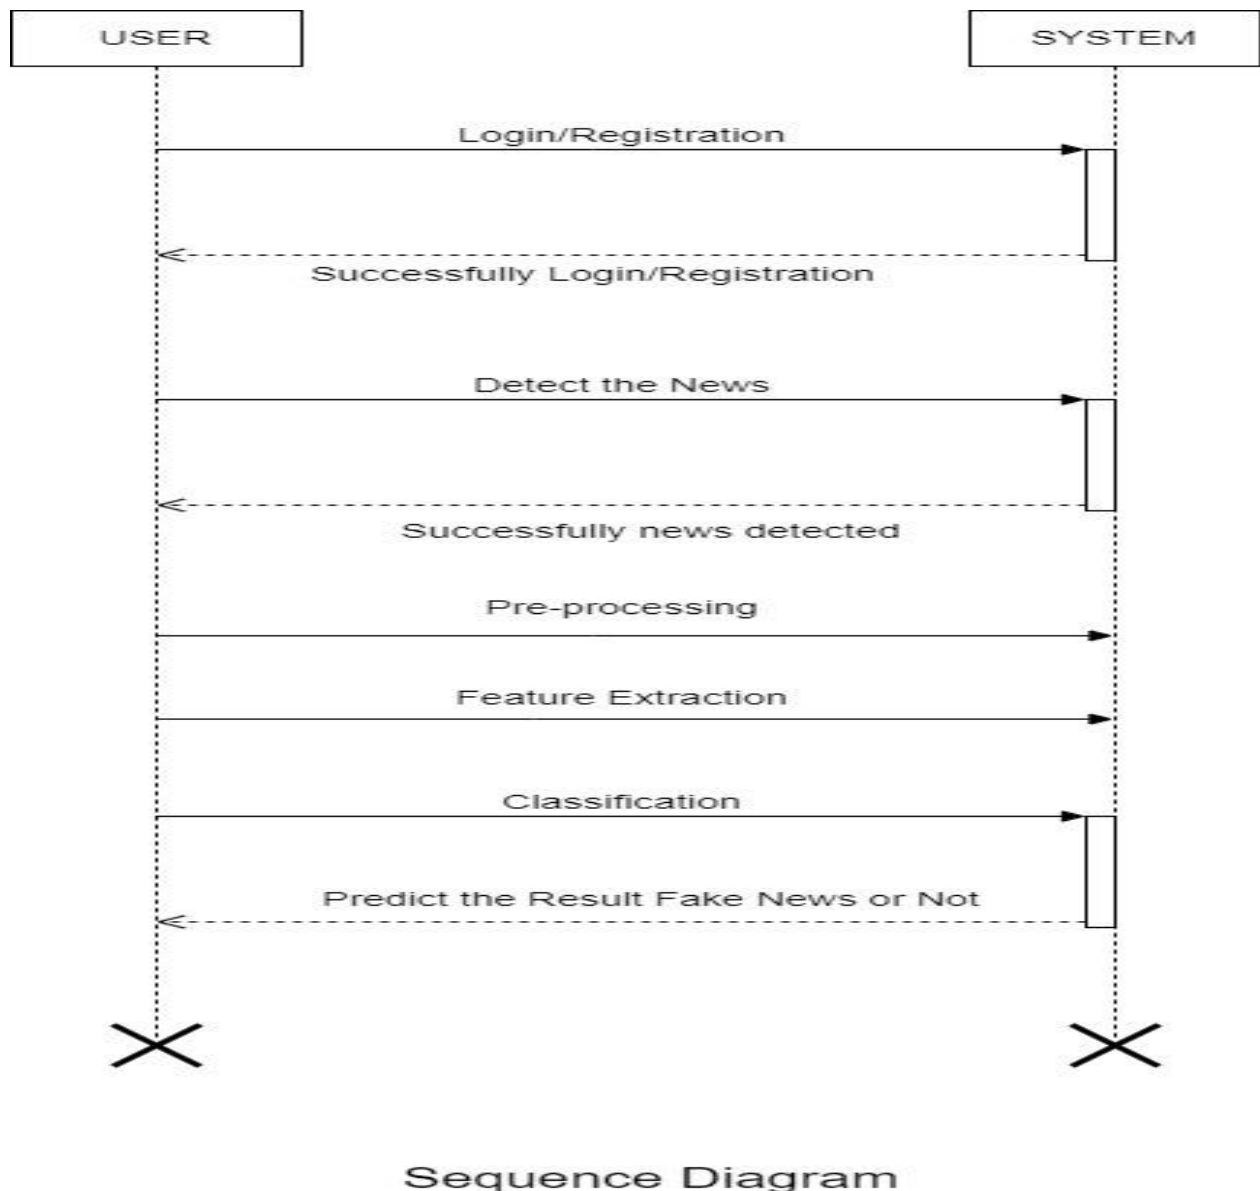 USER
SYSTEM
Login/Registration
Successfully Login/Registration
Detect the News
Successfully news detected
Pre-processing
Feature Extraction
Classification
Predict the Result Fake News or Not
Sequence Diagram